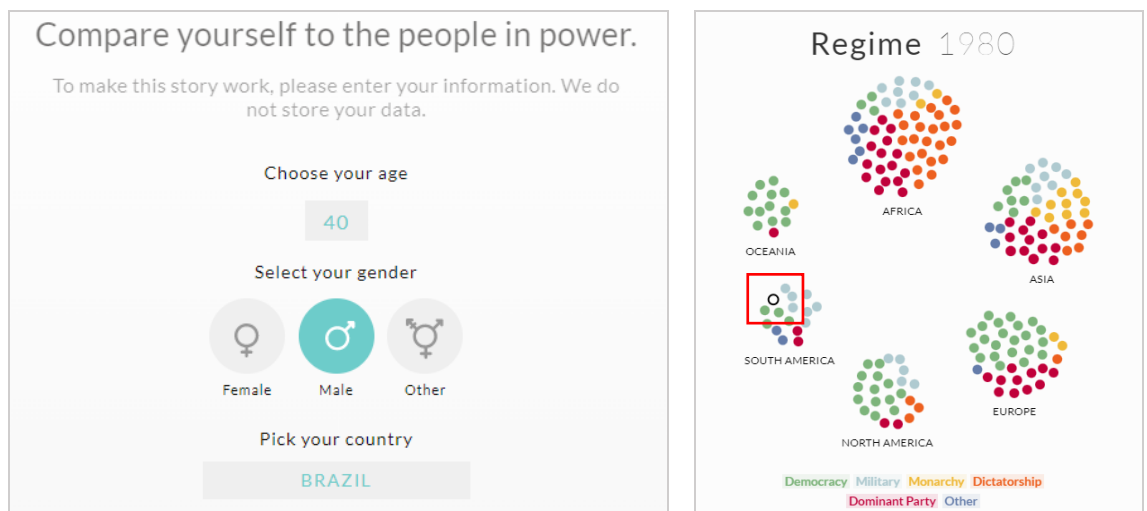 Compare yourself to the people in power.
To make this story work, please enter your information. We do
not store your data.
Choose your age
40
Select your gender
Female Male Other
Pick your country
BRAZIL
Regime 1980
AFRICA
OCEANIA
ASIA
SOUTH AMERICA
EUROPE
NORTH AMERICA
Democracy Military Monarchy Dictatorship
Dominant Party Other